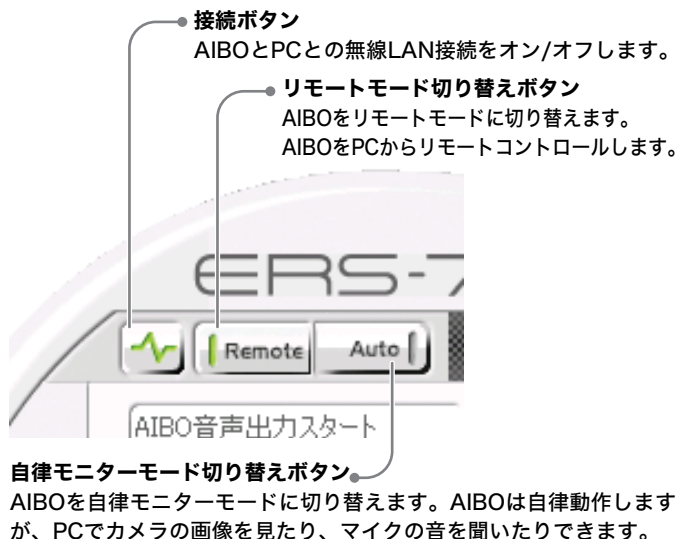 接続ボタン
AIBOとPCとの無線LAN接続をオン/オフします。
リモートモード切り替えボタン
AIBOをリモートモードに切り替えます。
AIBOをPCからリモートコントロールします。
ERS-7
Remote Auto
AIBO音声出力スタート
自律モニターモード切り替えボタン
AIBOを自律モニターモードに切り替えます。AIBOは自律動作します
が、PCでカメラの画像を見たり、マイクの音を聞いたりできます。